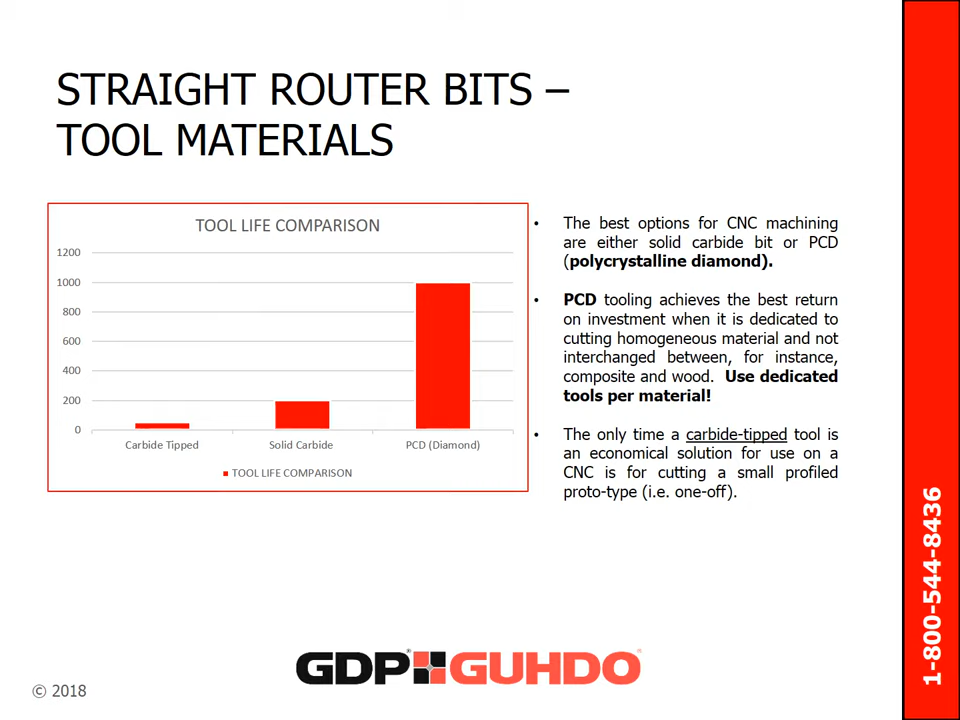 STRAIGHT ROUTER BITS –
TOOL MATERIALS
TOOL LIFE COMPARISON
1200
1000
800
600
400
200
0
Carbide Tipped
Solid Carbide
PCD (Diamond)
TOOL LIFE COMPARISON
• The best options for CNC machining
are either solid carbide bit or PCD
(polycrystalline diamond).
• PCD tooling achieves the best return
on investment when it is dedicated to
cutting homogeneous material and not
interchanged between, for instance,
composite and wood. Use dedicated
tools per material!
• The only time a carbide-tipped tool is
an economical solution for use on a
CNC is for cutting a small profiled
proto-type (i.e. one-off).
1-800-544-8436
GDP® GUHDO®
© 2018